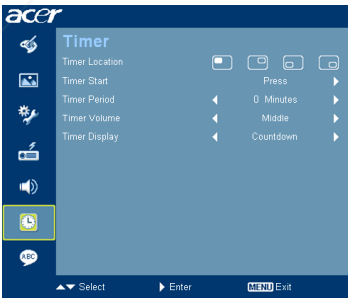 acer
Timer
Timer Location
Timer Start Press
Timer Period 0 Minutes
Timer Volume Middle
Timer Display Countdown
ABC
Select Enter MENU Exit